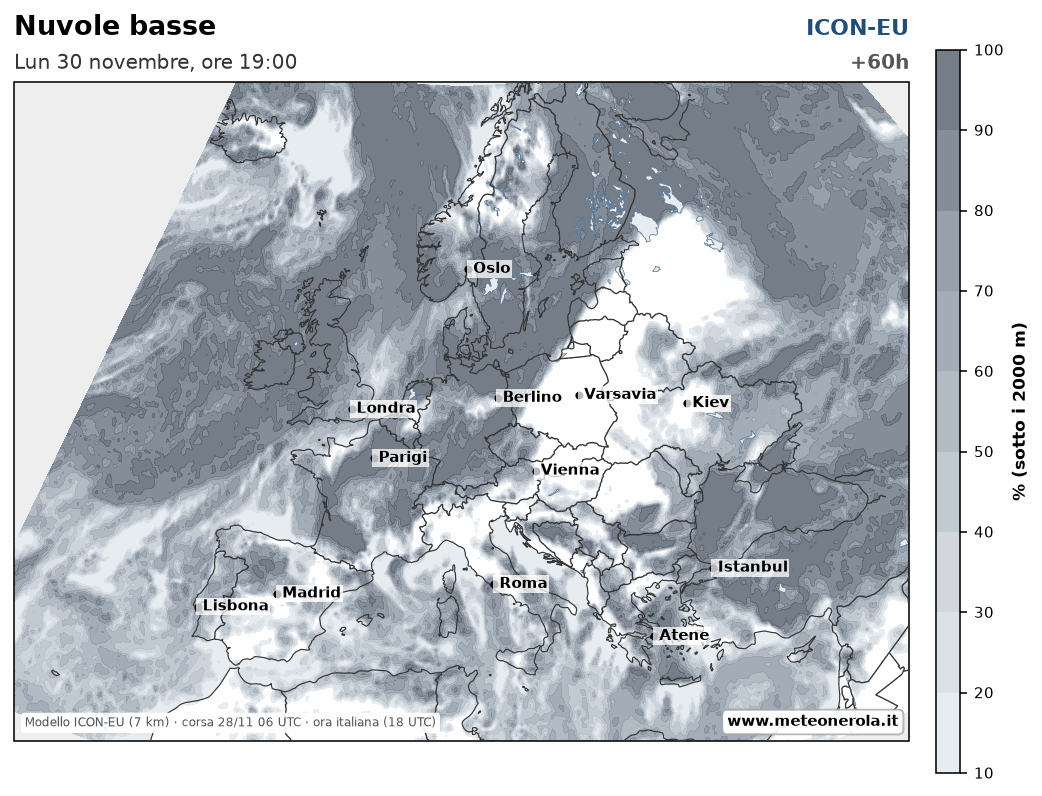 Nuvole basse
ICON-EU
Lun 30 novembre, ore 19:00
+60h
100
90
80
70
60
50
40
30
20
10
% (sotto i 2000 m)
Oslo
Londra
Berlino
Varsavia
Kiev
Parigi
Vienna
Istanbul
Roma
Madrid
Lisbona
Atene
Modello ICON-EU (7 km) · corsa 28/11 06 UTC · ora italiana (18 UTC)
www.meteonerola.it